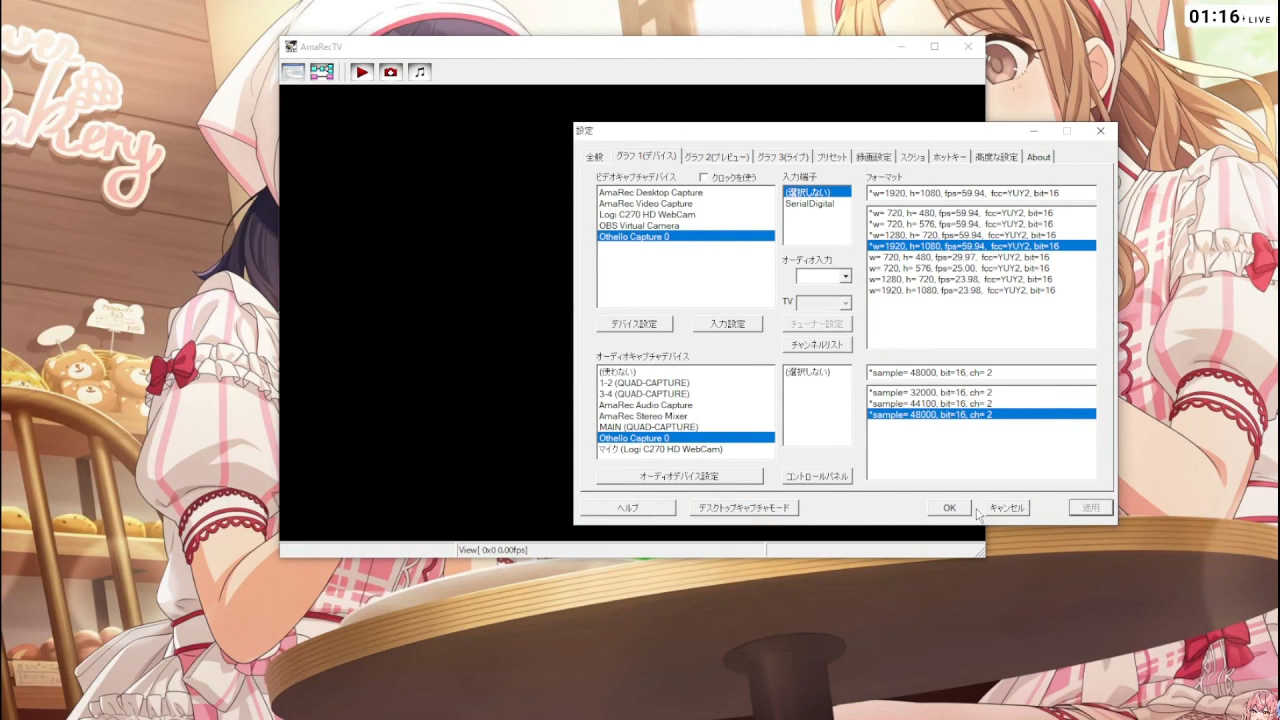 01:16 LIVE
Bakery
AmaRecTV
設定
全般 グラフ 1(デバイス) グラフ 2(プレビュー) グラフ 3(ライブ) プリセット 録画設定 スクショ ホットキー 高度な設定 About
ビデオキャプチャデバイス クロックを使う 入力端子 フォーマット
AmaRec Desktop Capture
AmaRec Video Capture
Logi C270 HD WebCam
OBS Virtual Camera
Othello Capture 0
(選択しない)
SerialDigital
*w=1920, h=1080, fps=59.94, fcc=YUY2, bit=16
*w= 720, h= 480, fps=59.94, fcc=YUY2, bit=16
*w= 720, h= 576, fps=59.94, fcc=YUY2, bit=16
*w=1280, h= 720, fps=59.94, fcc=YUY2, bit=16
*w=1920, h=1080, fps=59.94, fcc=YUY2, bit=16
w= 720, h= 480, fps=29.97, fcc=YUY2, bit=16
w= 720, h= 576, fps=25.00, fcc=YUY2, bit=16
w=1280, h= 720, fps=23.98, fcc=YUY2, bit=16
w=1920, h=1080, fps=23.98, fcc=YUY2, bit=16
オーディオ入力
TV
デバイス設定 入力設定 チューナー設定
チャンネルリスト
オーディオキャプチャデバイス
((使わない)
1-2 (QUAD-CAPTURE)
3-4 (QUAD-CAPTURE)
AmaRec Audio Capture
AmaRec Stereo Mixer
MAIN (QUAD-CAPTURE)
Othello Capture 0
マイク (Logi C270 HD WebCam)
(選択しない)
*sample= 48000, bit=16, ch= 2
*sample= 32000, bit=16, ch= 2
*sample= 44100, bit=16, ch= 2
*sample= 48000, bit=16, ch= 2
オーディオデバイス設定 コントロールパネル
ヘルプ デスクトップキャプチャモード OK キャンセル 適用
View[ 0x0 0.00fps]